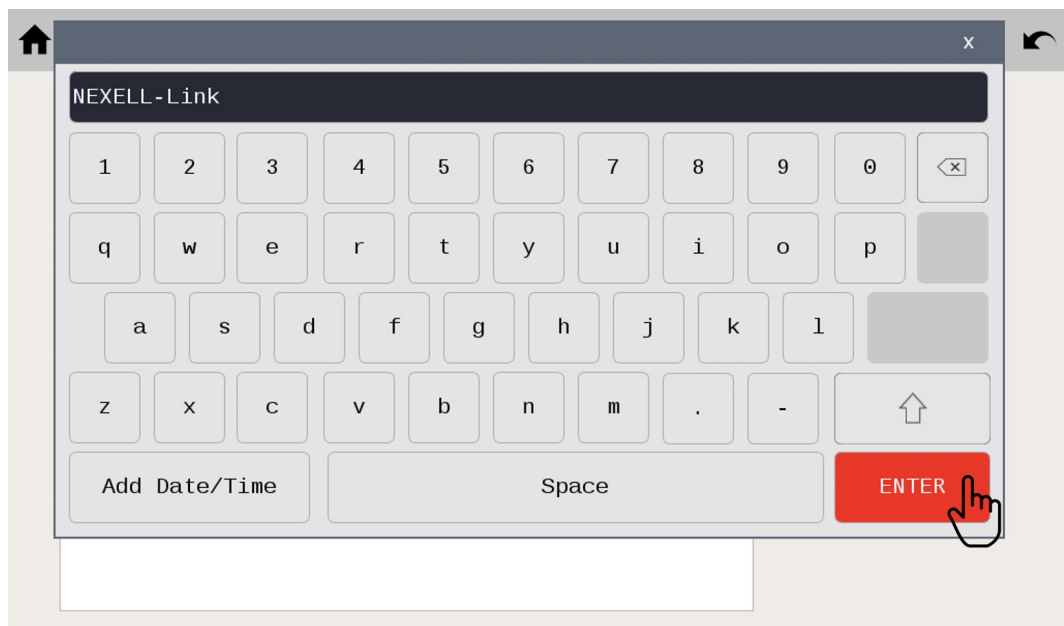 x
NEXELL-Link
1 2 3 4 5 6 7 8 9 0
q w e r t y u i o p
a s d f g h j k l
z x c v b n m . -
Add Date/Time Space ENTER